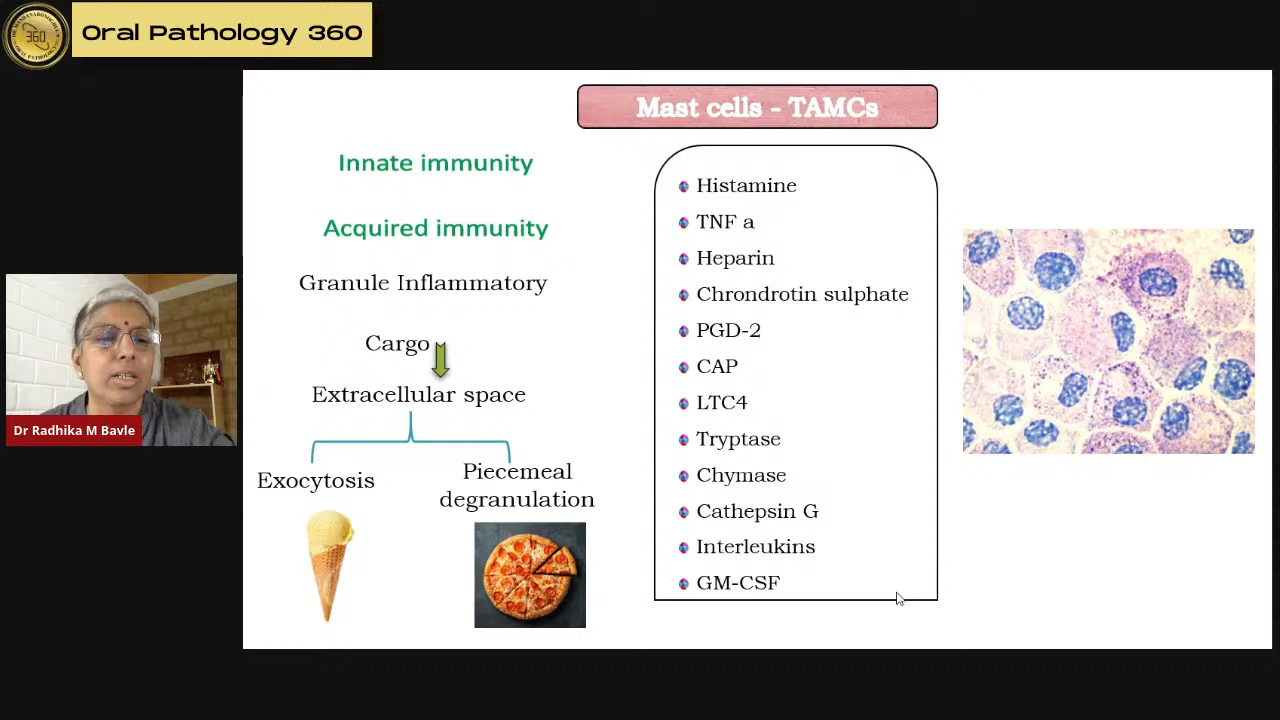 360
Oral Pathology 360
Mast cells - TAMCs
Innate immunity
Acquired immunity
Granule Inflammatory
Cargo
Extracellular space
Exocytosis
Piecemeal
degranulation
Histamine
TNF a
Heparin
Chrondrotin sulphate
PGD-2
CAP
LTC4
Tryptase
Chymase
Cathepsin G
Interleukins
GM-CSF
Dr Radhika M Bavle